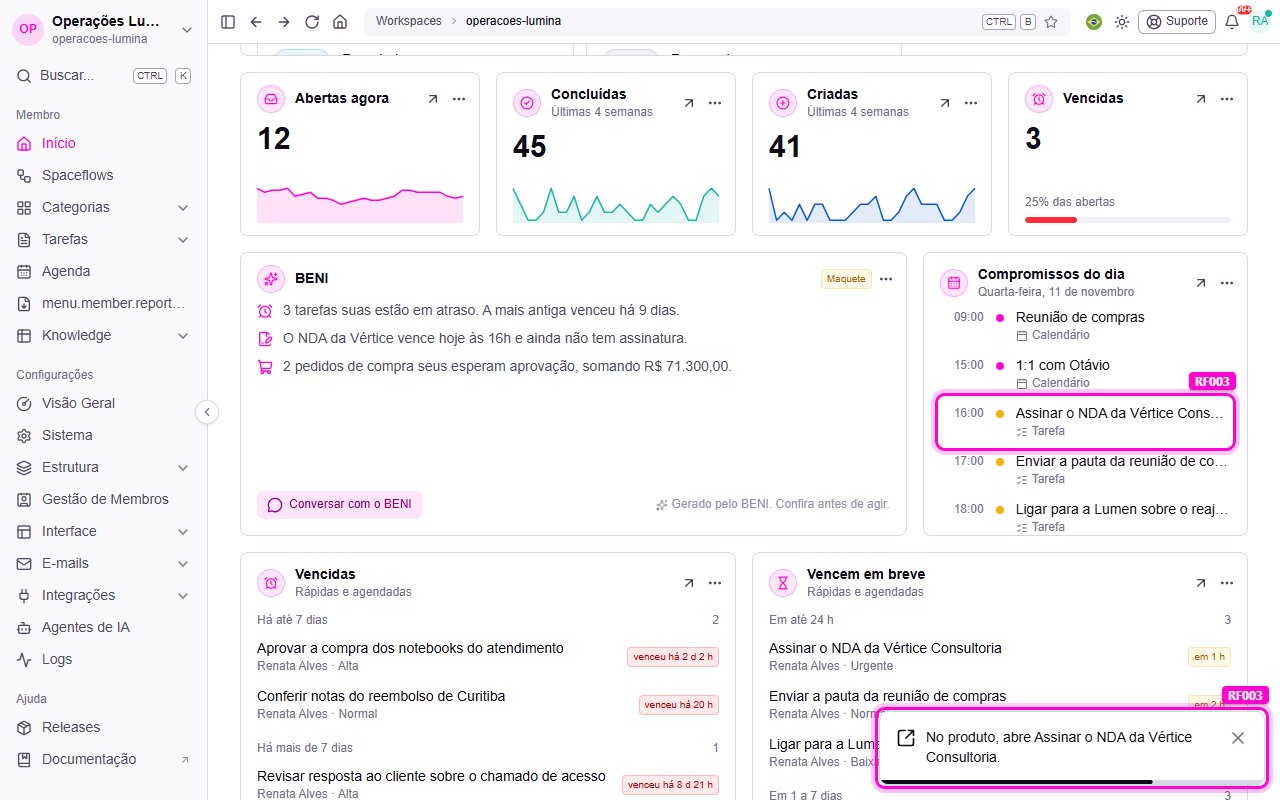 OP
Operações Lu...
operacoes-lumina
Buscar...
CTRL K
Membro
Início
Spaceflows
Categorias
Tarefas
Agenda
menu.member.report...
Knowledge
Configurações
Visão Geral
Sistema
Estrutura
Gestão de Membros
Interface
E-mails
Integrações
Agentes de IA
Logs
Ajuda
Releases
Documentação
Workspaces > operacoes-lumina
CTRL B
Suporte
99+
RA
Abertas agora
12
Concluídas
Últimas 4 semanas
45
Criadas
Últimas 4 semanas
41
Vencidas
3
25% das abertas
BENI
Maquete
3 tarefas suas estão em atraso. A mais antiga venceu há 9 dias.
O NDA da Vértice vence hoje às 16h e ainda não tem assinatura.
2 pedidos de compra seus esperam aprovação, somando R$ 71.300,00.
Conversar com o BENI
Gerado pelo BENI. Confira antes de agir.
Compromissos do dia
Quarta-feira, 11 de novembro
09:00 Reunião de compras
Calendário
15:00 1:1 com Otávio
Calendário
RF003
16:00 Assinar o NDA da Vértice Cons...
Tarefa
17:00 Enviar a pauta da reunião de co...
Tarefa
18:00 Ligar para a Lumen sobre o reaj...
Tarefa
Vencidas
Rápidas e agendadas
Há até 7 dias 2
Aprovar a compra dos notebooks do atendimento
Renata Alves · Alta
venceu há 2 d 2 h
Conferir notas do reembolso de Curitiba
Renata Alves · Normal
venceu há 20 h
Há mais de 7 dias 1
Revisar resposta ao cliente sobre o chamado de acesso
Renata Alves · Alta
venceu há 8 d 21 h
Vencem em breve
Rápidas e agendadas
Em até 24 h 3
Assinar o NDA da Vértice Consultoria
Renata Alves · Urgente
em 1 h
Enviar a pauta da reunião de compras
Renata Alves
em 2 h
RF003
Ligar para a
Renata Alves
Em 1 a 7 dias 3
No produto, abre Assinar o NDA da Vértice
Consultoria.